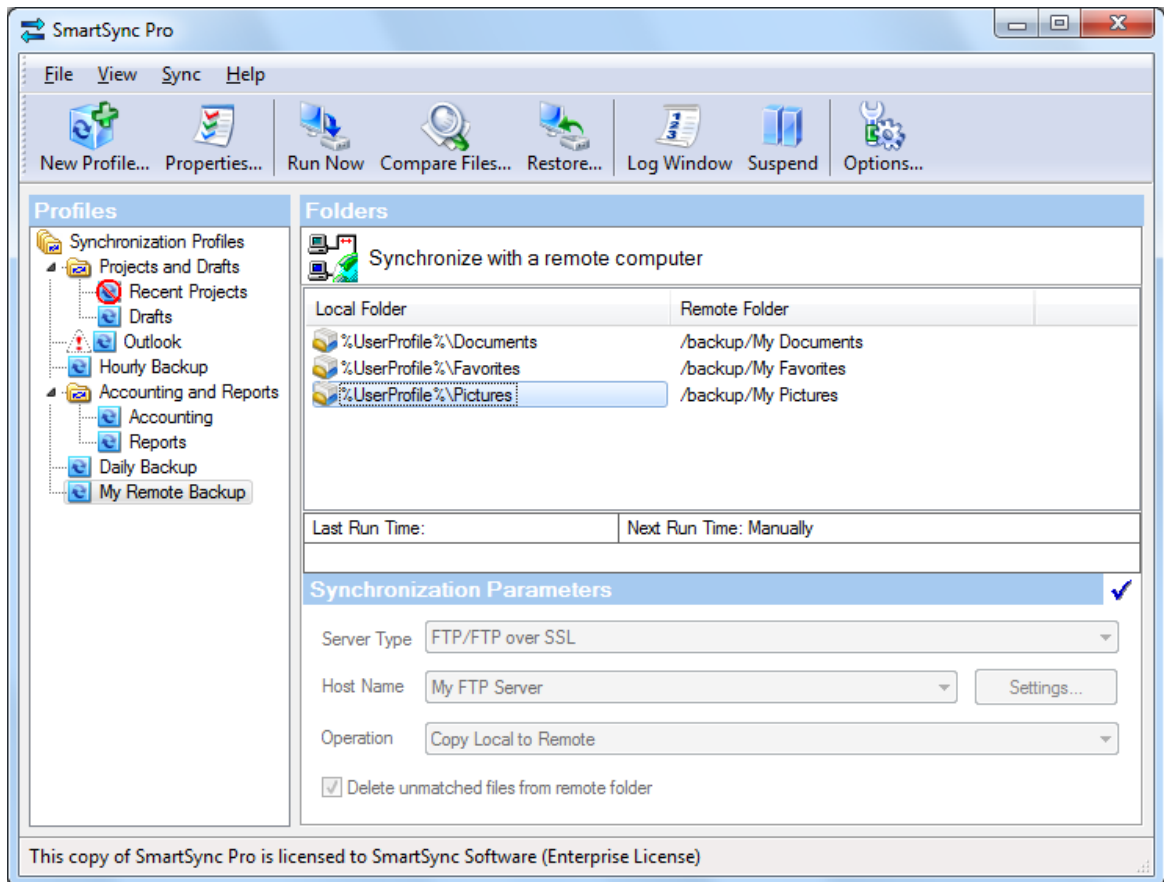 SmartSync Pro
File View Sync Help
New Profile... Properties... Run Now Compare Files... Restore... Log Window Suspend Options...
Profiles
Synchronization Profiles
Projects and Drafts
Recent Projects
Drafts
Outlook
Hourly Backup
Accounting and Reports
Accounting
Reports
Daily Backup
My Remote Backup
Folders
Synchronize with a remote computer
Local Folder Remote Folder
%UserProfile%\Documents /backup/My Documents
%UserProfile%\Favorites /backup/My Favorites
%UserProfile%\Pictures /backup/My Pictures
Last Run Time: Next Run Time: Manually
Synchronization Parameters
Server Type FTP/FTP over SSL
Host Name My FTP Server Settings...
Operation Copy Local to Remote
Delete unmatched files from remote folder
This copy of SmartSync Pro is licensed to SmartSync Software (Enterprise License)